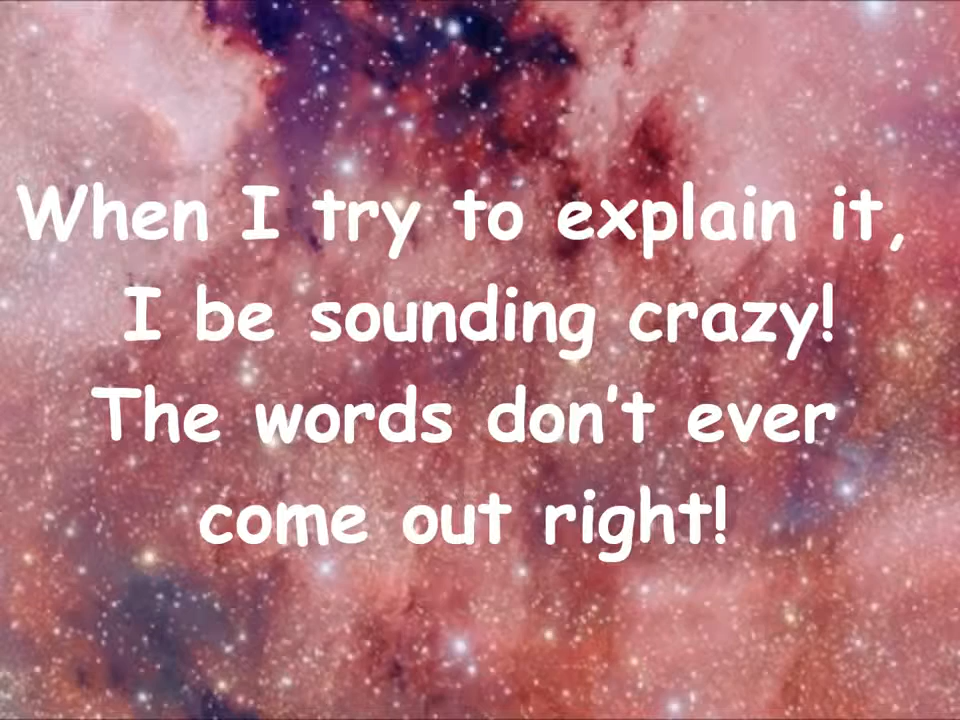 When I try to explain it,
I be sounding crazy!
The words don't ever
come out right!